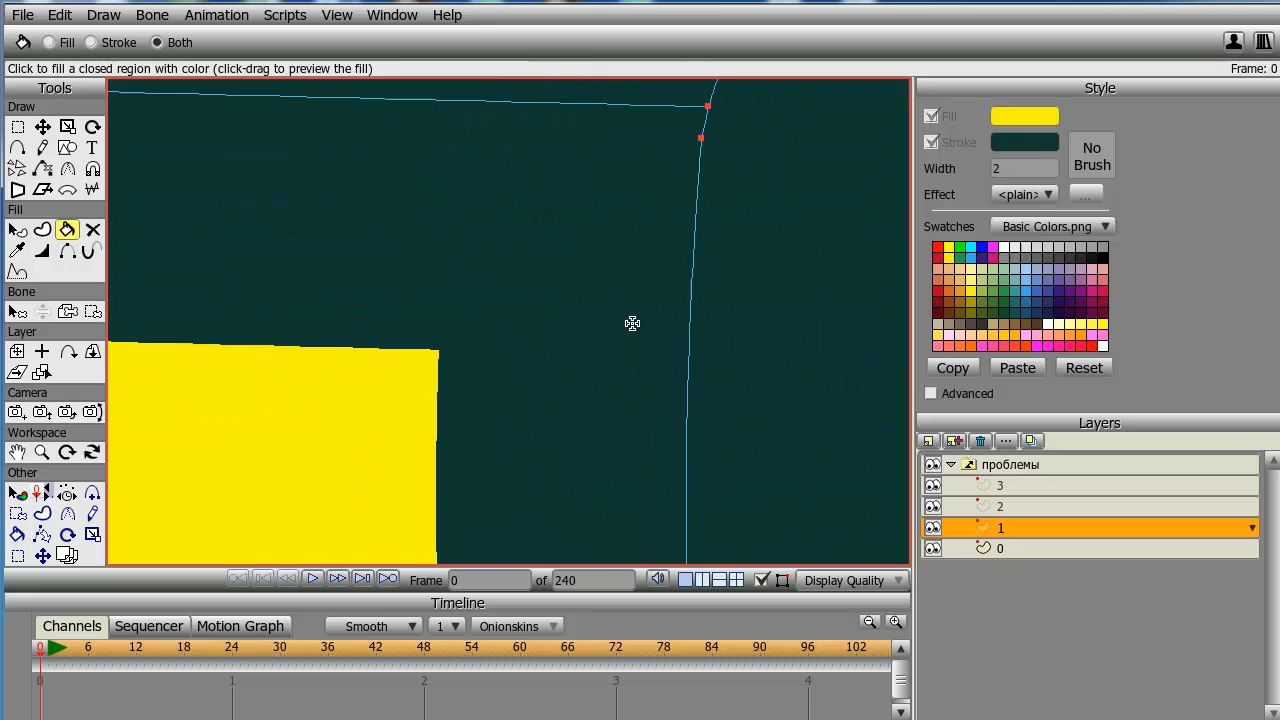 File Edit Draw Bone Animation Scripts View Window Help
Fill Stroke Both
Click to fill a closed region with color (click-drag to preview the fill) Frame: 0
Tools
Draw
T
Fill
Bone
Layer
Camera
Workspace
Other
Style
Fill
Stroke
No Brush
Width 2
Effect <plain> ...
Swatches Basic Colors.png
Copy Paste Reset
Advanced
Layers
проблемы
3
2
1
0
Frame 0 of 240 Display Quality
Timeline
Channels Sequencer Motion Graph Smooth 1 Onionskins
0 6 12 18 24 30 36 42 48 54 60 66 72 78 84 90 96 102
0 1 2 3 4